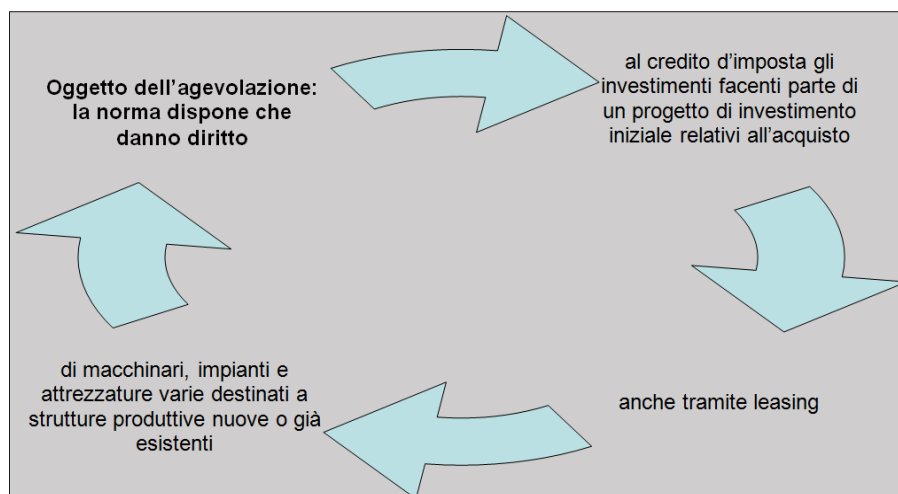 Oggetto dell'agevolazione:
la norma dispone che
danno diritto
al credito d'imposta gli
investimenti facenti parte di
un progetto di investimento
iniziale relativi all'acquisto
anche tramite leasing
di macchinari, impianti e
attrezzature varie destinati a
strutture produttive nuove o già
esistenti